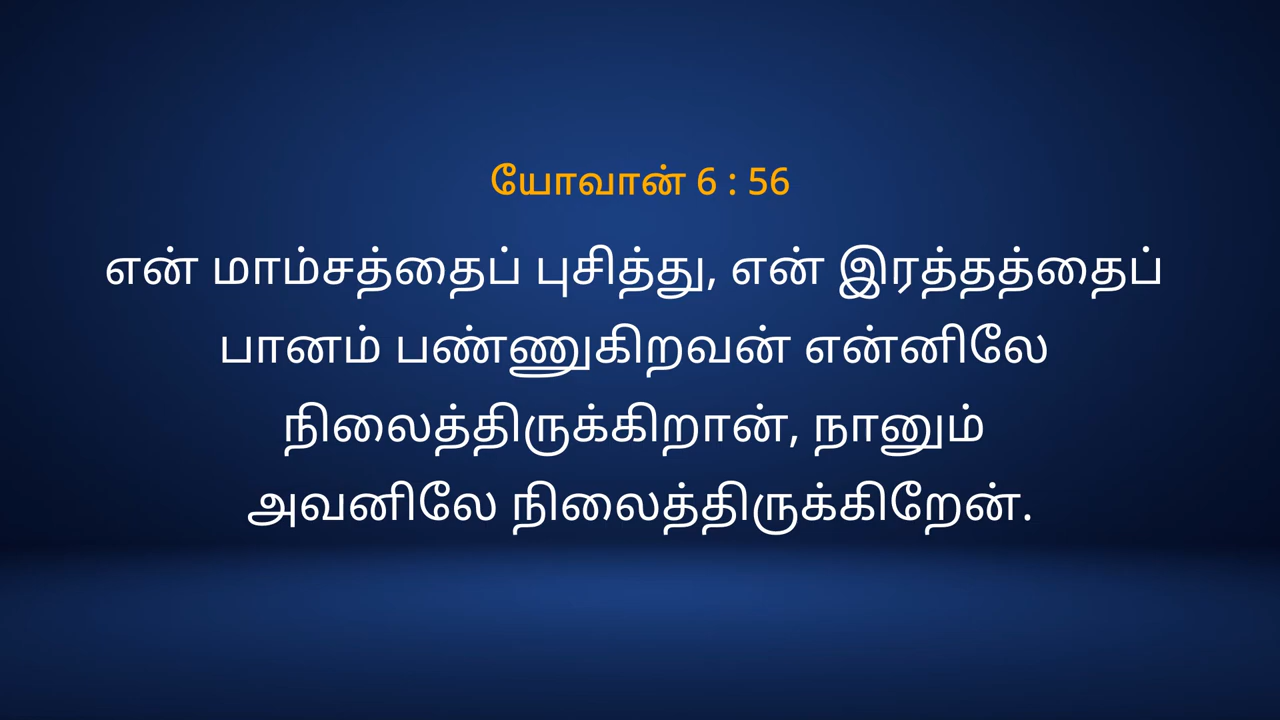 யோவான் 6 : 56
என் மாம்சத்தைப் புசித்து, என் இரத்தத்தைப்
பானம் பண்ணுகிறவன் என்னிலே
நிலைத்திருக்கிறான், நானும்
அவனிலே நிலைத்திருக்கிறேன்.